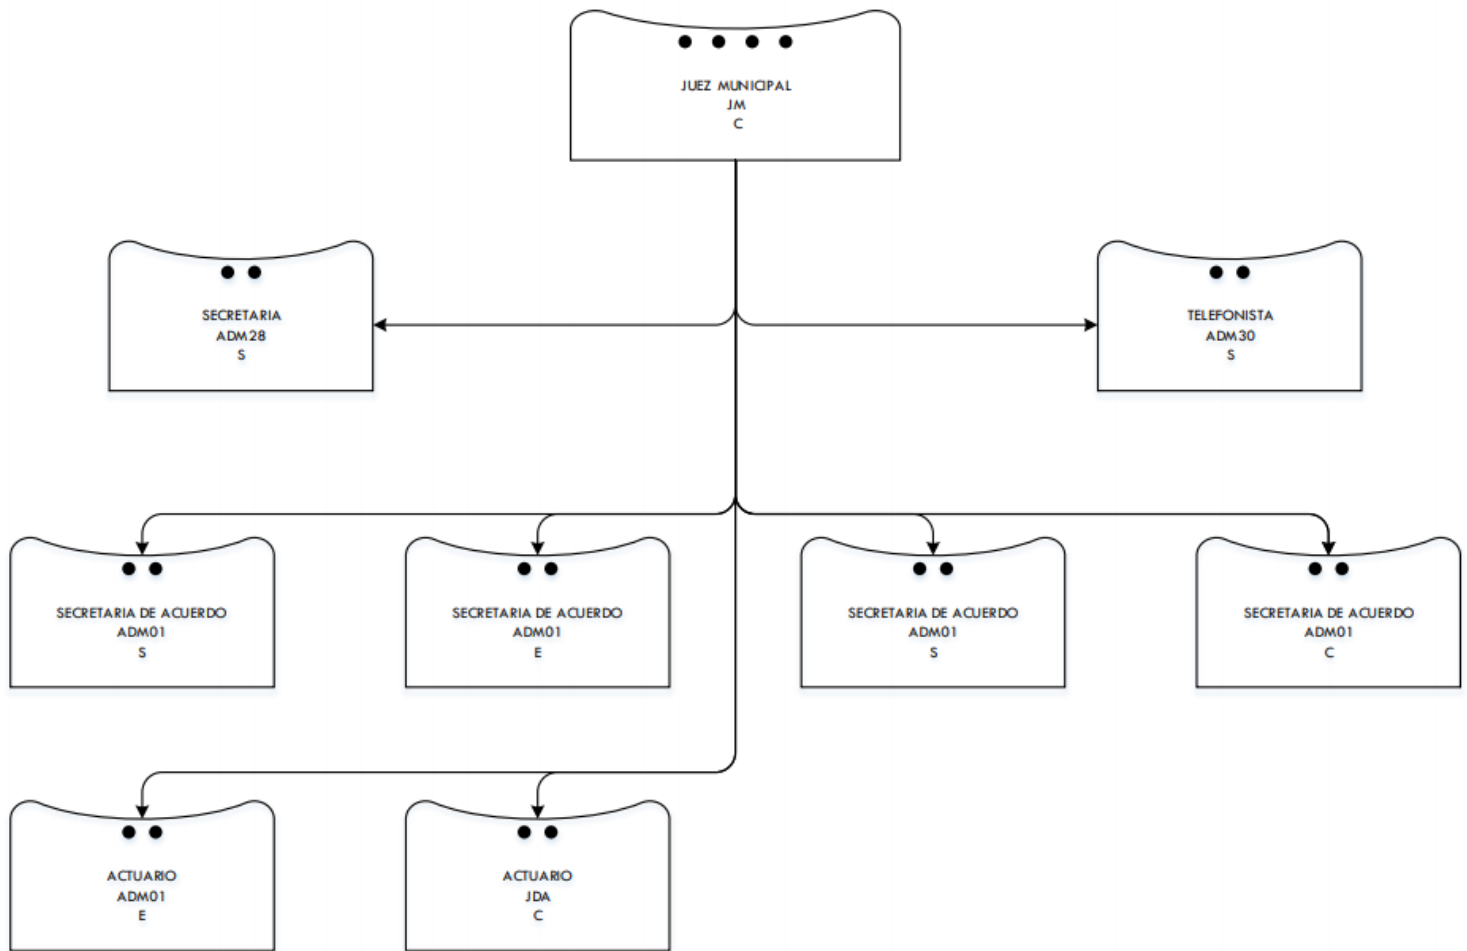 JUEZ MUNICIPAL
JM
C
SECRETARIA
ADM28
S
TELEFONISTA
ADM30
S
SECRETARIA DE ACUERDO
ADM01
S
SECRETARIA DE ACUERDO
ADM01
E
SECRETARIA DE ACUERDO
ADM01
S
SECRETARIA DE ACUERDO
ADM01
C
ACTUARIO
ADM01
E
ACTUARIO
JDA
C